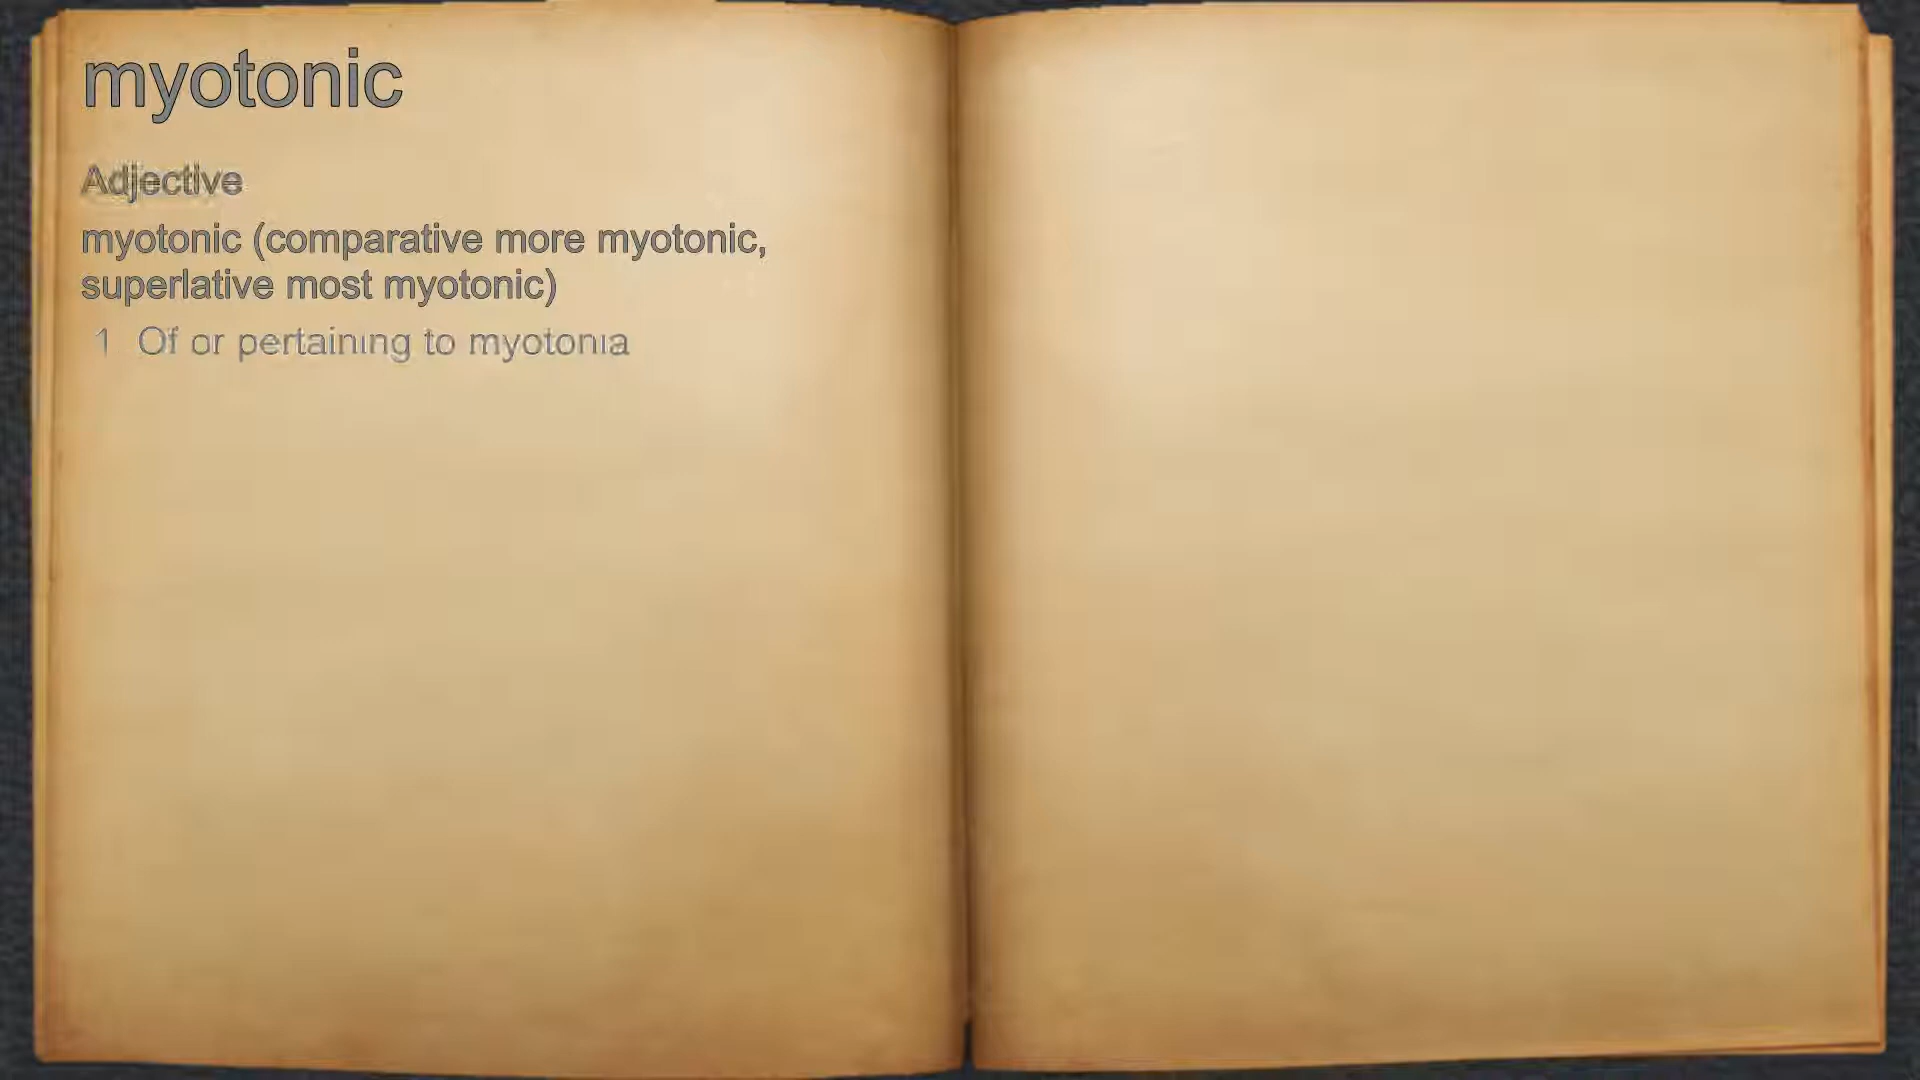 myotonic
Adjective
myotonic (comparative more myotonic,
superlative most myotonic)
1 Of or pertaining to myotonia